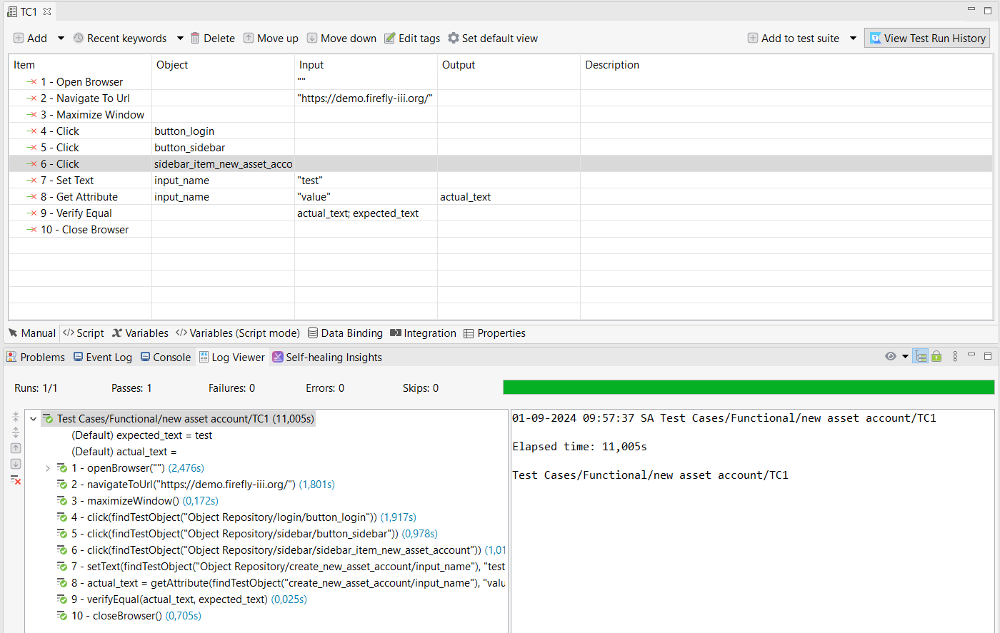 TC1
Add Recent keywords Delete Move up Move down Edit tags Set default view Add to test suite View Test Run History
Item Object Input Output Description
1 - Open Browser ""
2 - Navigate To Url "https://demo.firefly-iii.org/"
3 - Maximize Window
4 - Click button_login
5 - Click button_sidebar
6 - Click sidebar_item_new_asset_acco
7 - Set Text input_name "test"
8 - Get Attribute input_name "value" actual_text
9 - Verify Equal actual_text; expected_text
10 - Close Browser
Manual Script Variables Variables (Script mode) Data Binding Integration Properties
Problems Event Log Console Log Viewer Self-healing Insights
Runs: 1/1 Passes: 1 Failures: 0 Errors: 0 Skips: 0
Test Cases/Functional/new asset account/TC1 (11,005s)
(Default) expected_text = test
(Default) actual_text =
1 - openBrowser("") (2,476s)
2 - navigateToUrl("https://demo.firefly-iii.org/") (1,801s)
3 - maximizeWindow() (0,172s)
4 - click(findTestObject("Object Repository/login/button_login")) (1,917s)
5 - click(findTestObject("Object Repository/sidebar/button_sidebar")) (0,978s)
6 - click(findTestObject("Object Repository/sidebar/sidebar_item_new_asset_account")) (1,01
7 - setText(findTestObject("Object Repository/create_new_asset_account/input_name"), "test
8 - actual_text = getAttribute(findTestObject("create_new_asset_account/input_name"), "valu
9 - verifyEqual(actual_text, expected_text) (0,025s)
10 - closeBrowser() (0,705s)
01-09-2024 09:57:37 SA Test Cases/Functional/new asset account/TC1
Elapsed time: 11,005s
Test Cases/Functional/new asset account/TC1